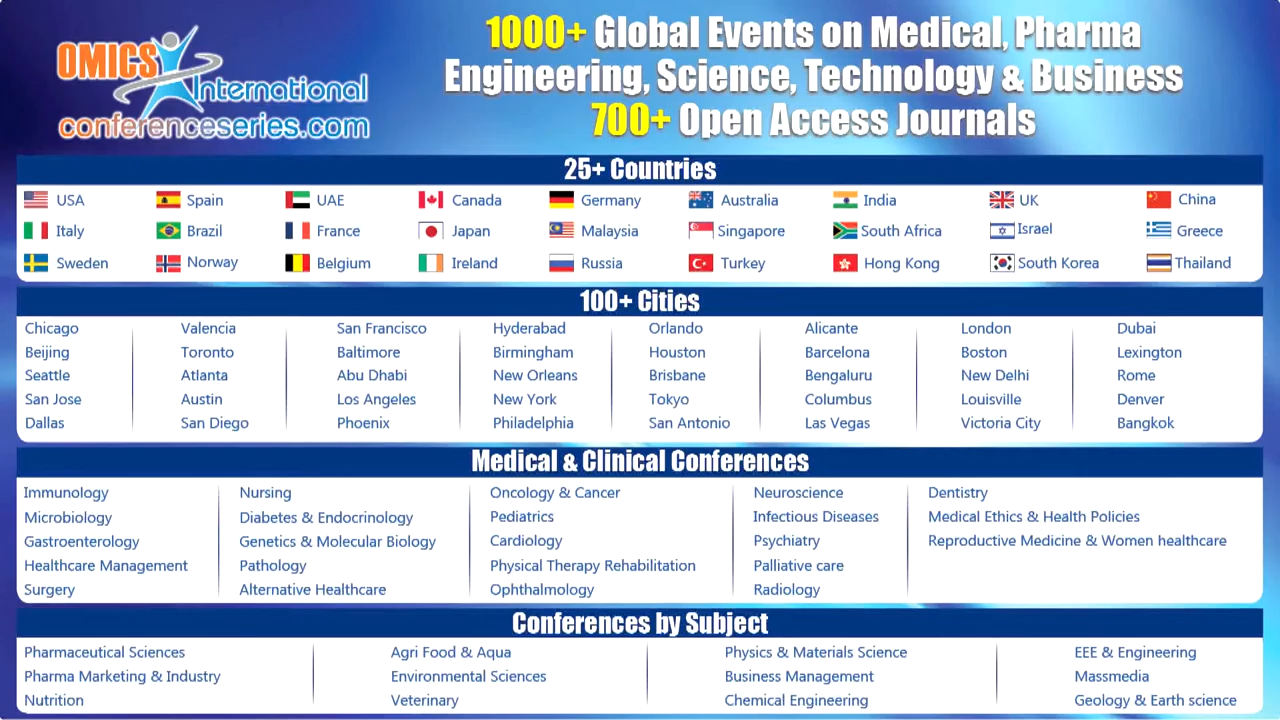 OMICS
International
conferenceseries.com
1000+ Global Events on Medical, Pharma
Engineering, Science, Technology & Business
700+ Open Access Journals
25+ Countries
USA Spain UAE Canada Germany Australia India UK China
Italy Brazil France Japan Malaysia Singapore South Africa Israel Greece
Sweden Norway Belgium Ireland Russia Turkey Hong Kong South Korea Thailand
100+ Cities
Chicago Valencia San Francisco Hyderabad Orlando Alicante London Dubai
Beijing Toronto Baltimore Birmingham Houston Barcelona Boston Lexington
Seattle Atlanta Abu Dhabi New Orleans Brisbane Bengaluru New Delhi Rome
San Jose Austin Los Angeles New York Tokyo Columbus Louisville Denver
Dallas San Diego Phoenix Philadelphia San Antonio Las Vegas Victoria City Bangkok
Medical & Clinical Conferences
Immunology Nursing Oncology & Cancer Neuroscience Dentistry
Microbiology Diabetes & Endocrinology Pediatrics Infectious Diseases Medical Ethics & Health Policies
Gastroenterology Genetics & Molecular Biology Cardiology Psychiatry Reproductive Medicine & Women healthcare
Healthcare Management Pathology Physical Therapy Rehabilitation Palliative care
Surgery Alternative Healthcare Ophthalmology Radiology
Conferences by Subject
Pharmaceutical Sciences Agri Food & Aqua Physics & Materials Science EEE & Engineering
Pharma Marketing & Industry Environmental Sciences Business Management Massmedia
Nutrition Veterinary Chemical Engineering Geology & Earth science